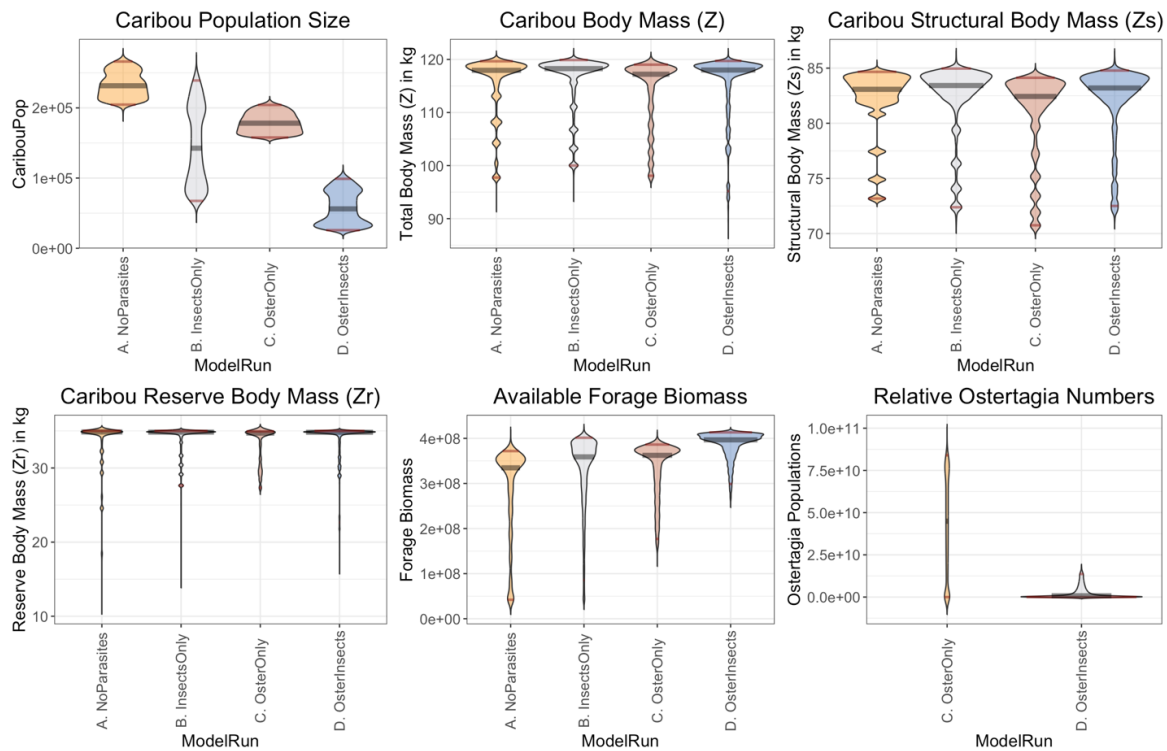 Caribou Population Size
CaribouPop
2e+05
1e+05
0e+00
A. NoParasites
B. InsectsOnly
C. OsterOnly
D. OsterInsects
ModelRun
Caribou Body Mass (Z)
Total Body Mass (Z) in kg
120
110
100
90
A. NoParasites
B. InsectsOnly
C. OsterOnly
D. OsterInsects
ModelRun
Caribou Structural Body Mass (Zs)
Structural Body Mass (Zs) in kg
85
80
75
70
A. NoParasites
B. InsectsOnly
C. OsterOnly
D. OsterInsects
ModelRun
Caribou Reserve Body Mass (Zr)
Reserve Body Mass (Zr) in kg
30
20
10
A. NoParasites
B. InsectsOnly
C. OsterOnly
D. OsterInsects
ModelRun
Available Forage Biomass
Forage Biomass
4e+08
3e+08
2e+08
1e+08
0e+00
A. NoParasites
B. InsectsOnly
C. OsterOnly
D. OsterInsects
ModelRun
Relative Ostertagia Numbers
Ostertagia Populations
1.0e+11
7.5e+10
5.0e+10
2.5e+10
0.0e+00
C. OsterOnly
D. OsterInsects
ModelRun